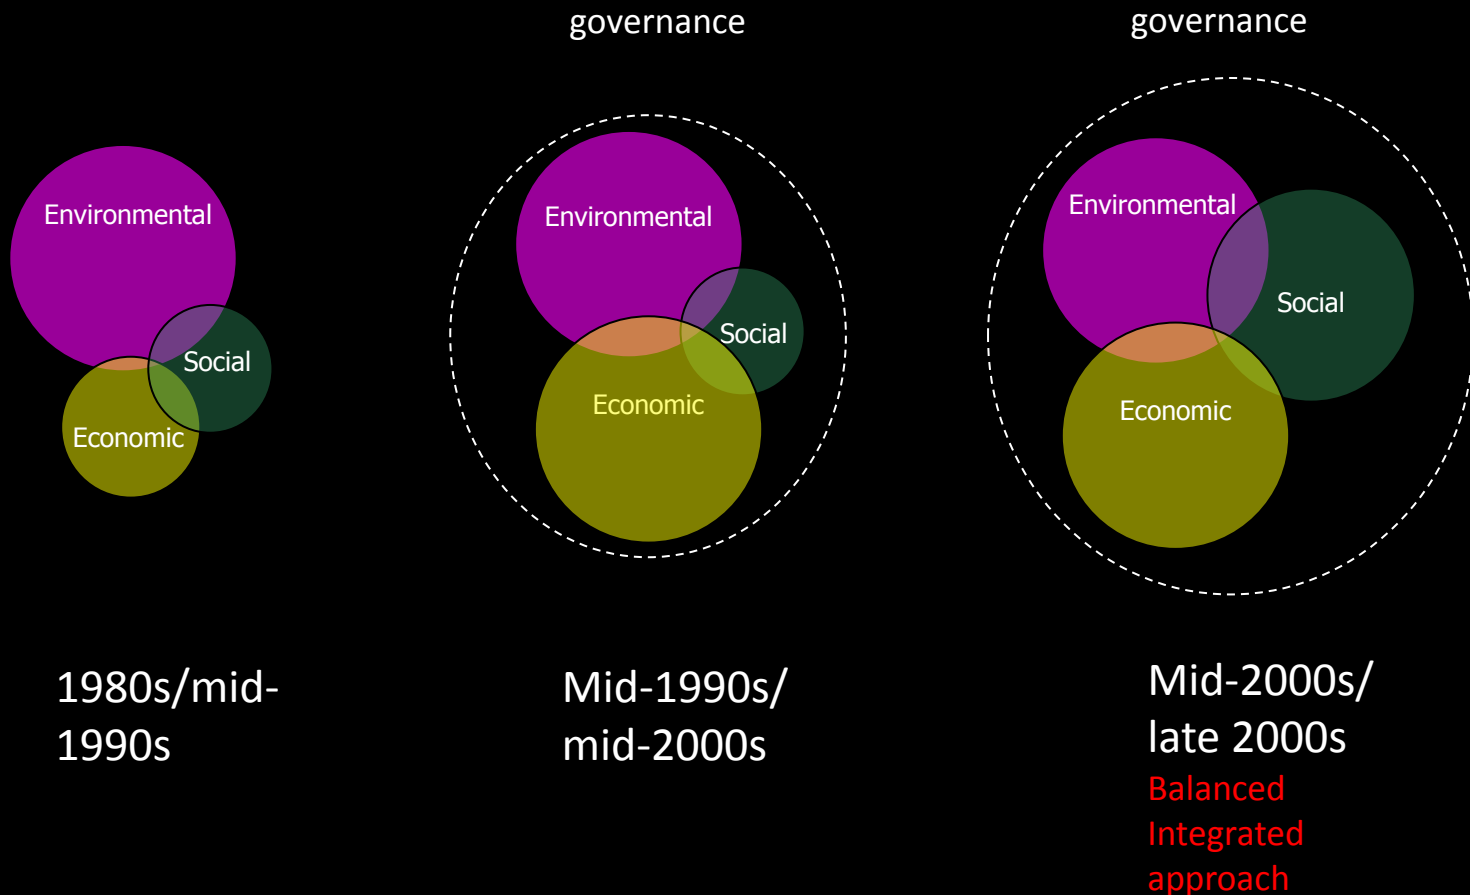 governance
governance
Environmental
Social
Economic
Environmental
Social
Economic
Environmental
Social
Economic
1980s/mid-
1990s
Mid-1990s/
mid-2000s
Mid-2000s/
late 2000s
Balanced
Integrated
approach